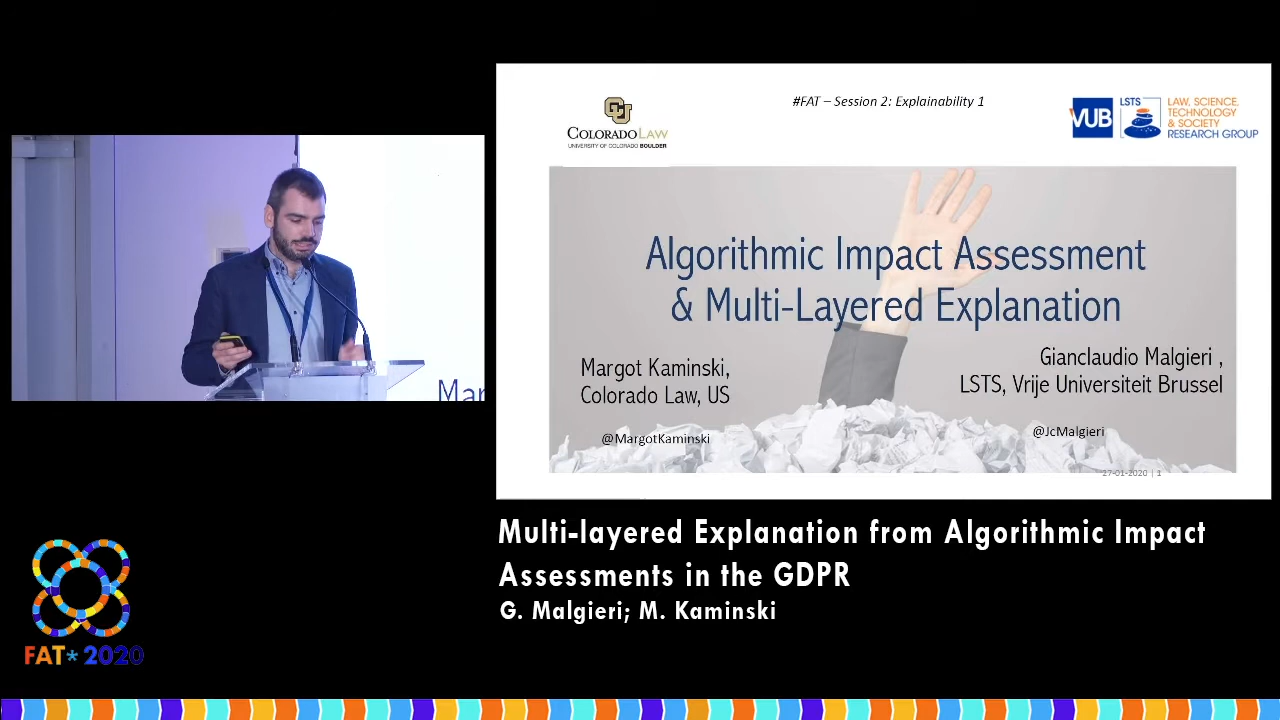 #FAT – Session 2: Explainability 1
COLORADO LAW
UNIVERSITY OF COLORADO BOULDER
VUB
LSTS
LAW, SCIENCE,
TECHNOLOGY
& SOCIETY
RESEARCH GROUP
Algorithmic Impact Assessment
& Multi-Layered Explanation
Margot Kaminski,
Colorado Law, US
@MargotKaminski
Gianclaudio Malgieri ,
LSTS, Vrije Universiteit Brussel
@JcMalgieri
27-01-2020 | 1
Mar
Multi-layered Explanation from Algorithmic Impact
Assessments in the GDPR
G. Malgieri; M. Kaminski
FAT* 2020